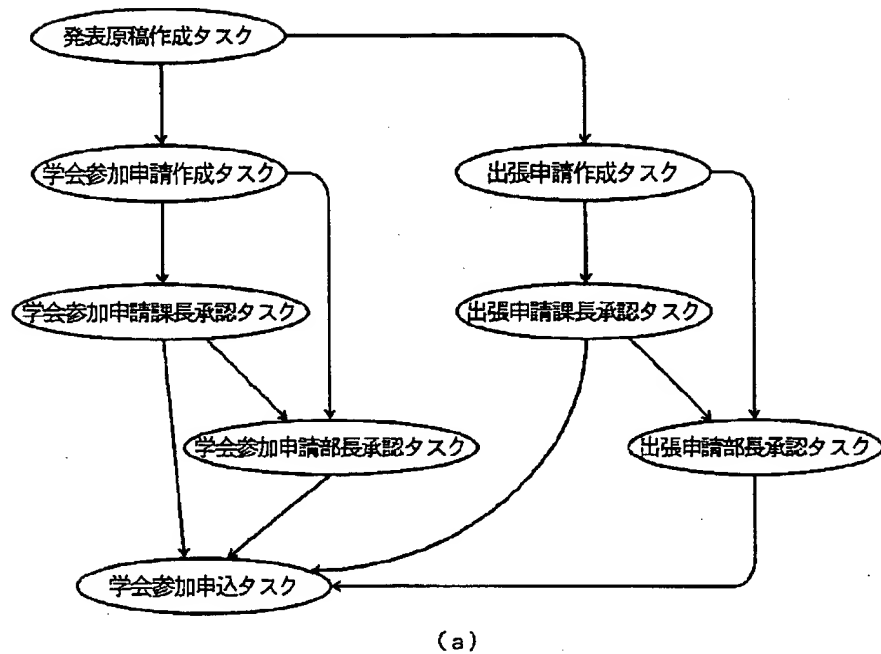 発表原稿作成タスク
学会参加申請作成タスク
出張申請作成タスク
学会参加申請課長承認タスク
出張申請課長承認タスク
学会参加申請部長承認タスク
出張申請部長承認タスク
学会参加申込タスク
(a)